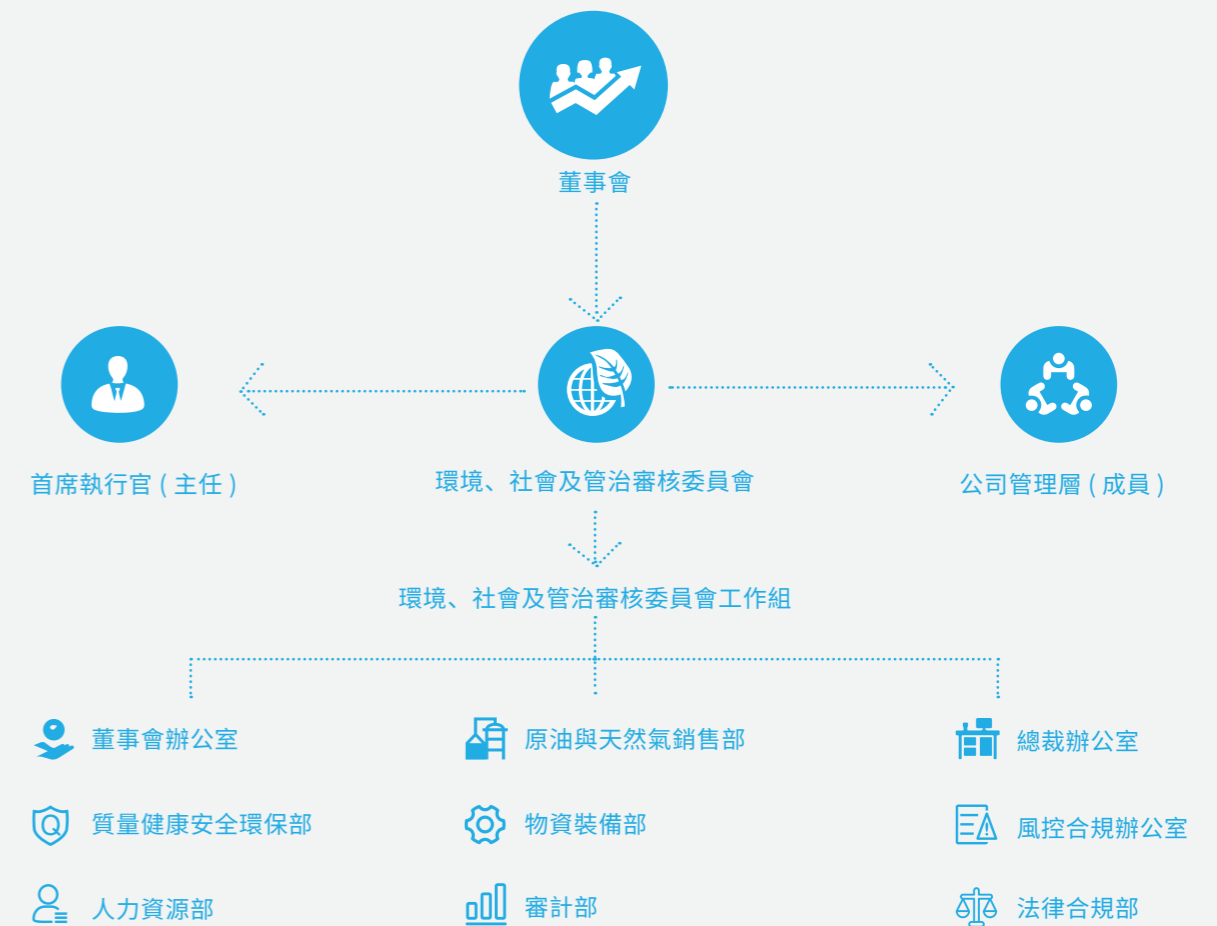 董事會
首席執行官 ( 主任 )
環境、社會及管治審核委員會
公司管理層 ( 成員 )
環境、社會及管治審核委員會工作組
董事會辦公室
原油與天然氣銷售部
總裁辦公室
Q
質量健康安全環保部
物資裝備部
風控合規辦公室
人力資源部
審計部
法律合規部